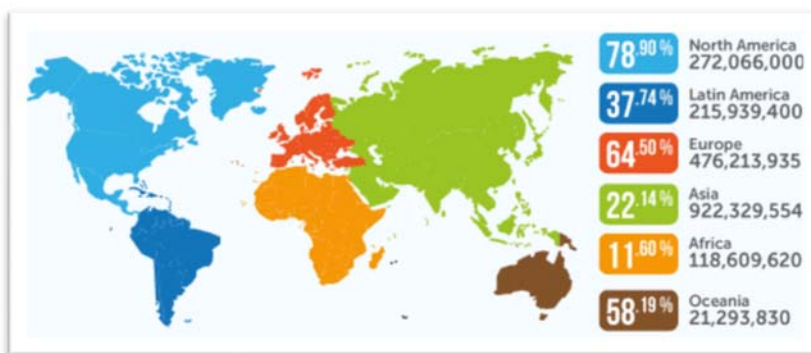 78.90%
North America
272,066,000
37.74%
Latin America
215,939,400
64.50%
Europe
476,213,935
22.14%
Asia
922,329,554
11.60%
Africa
118,609,620
58.19%
Oceania
21,293,830